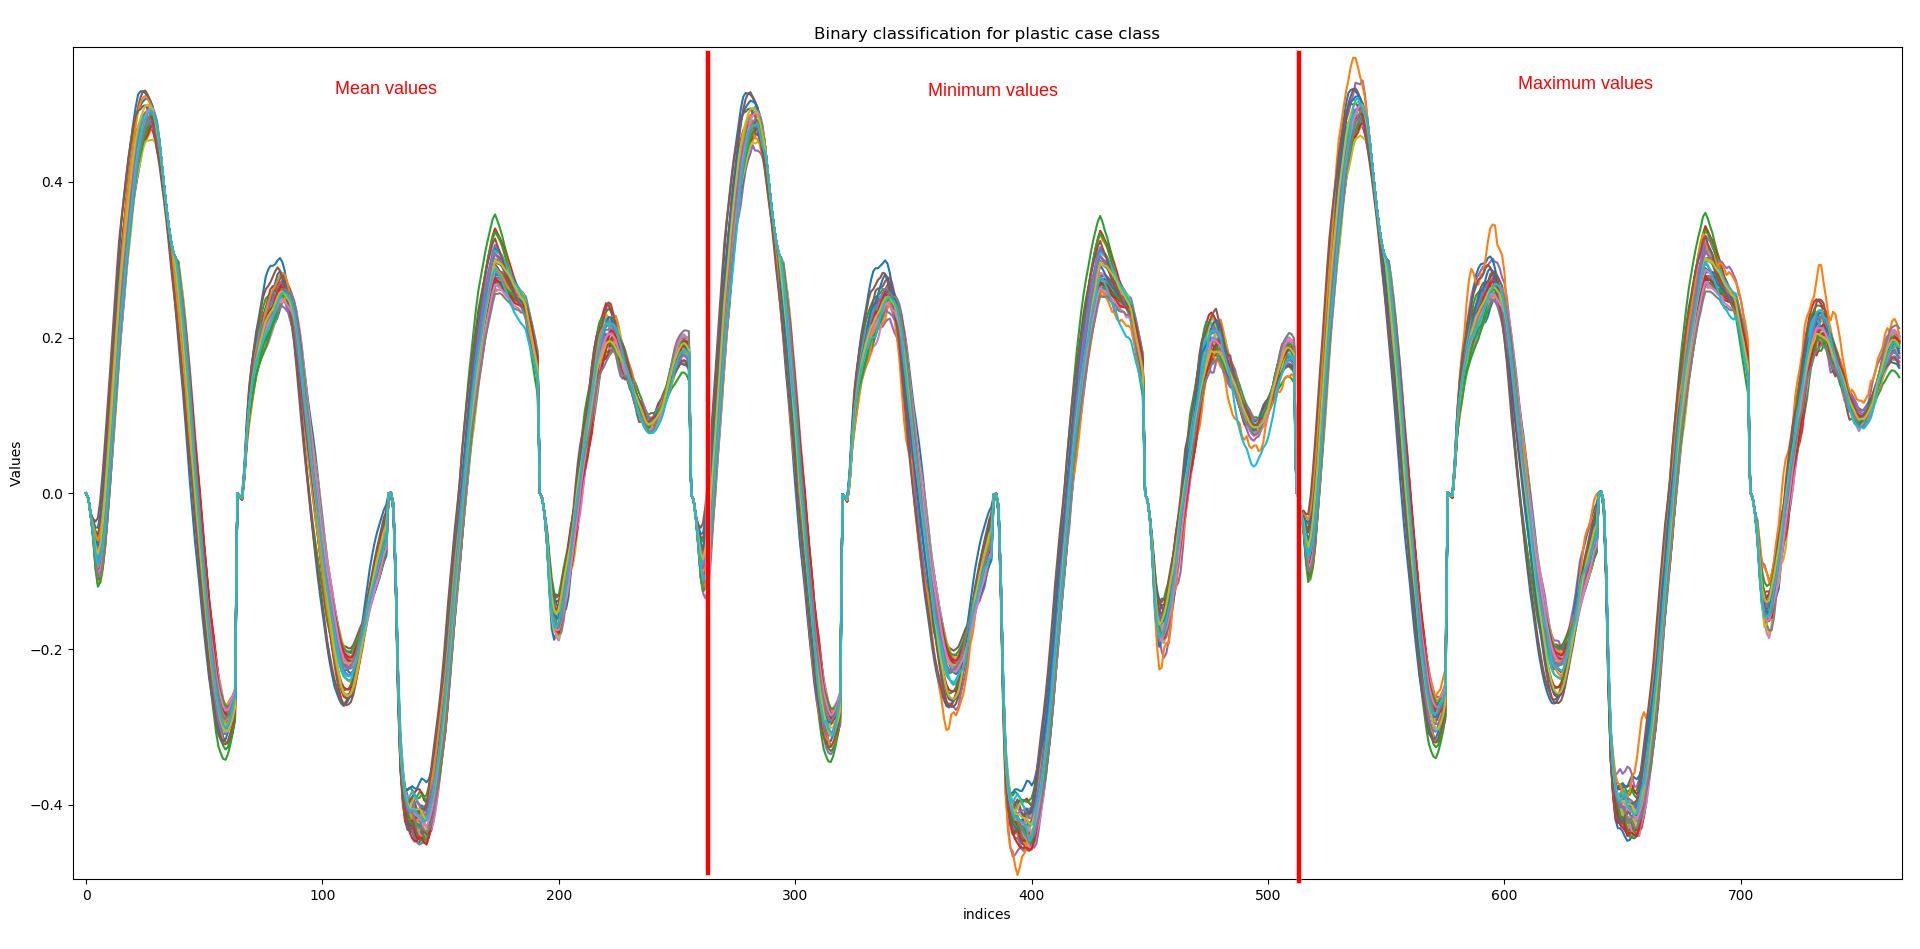 Binary classification for plastic case class
Mean values
Minimum values
Maximum values
Values
0.4
0.2
0.0
−0.2
−0.4
0
100
200
300
400
500
600
700
indices